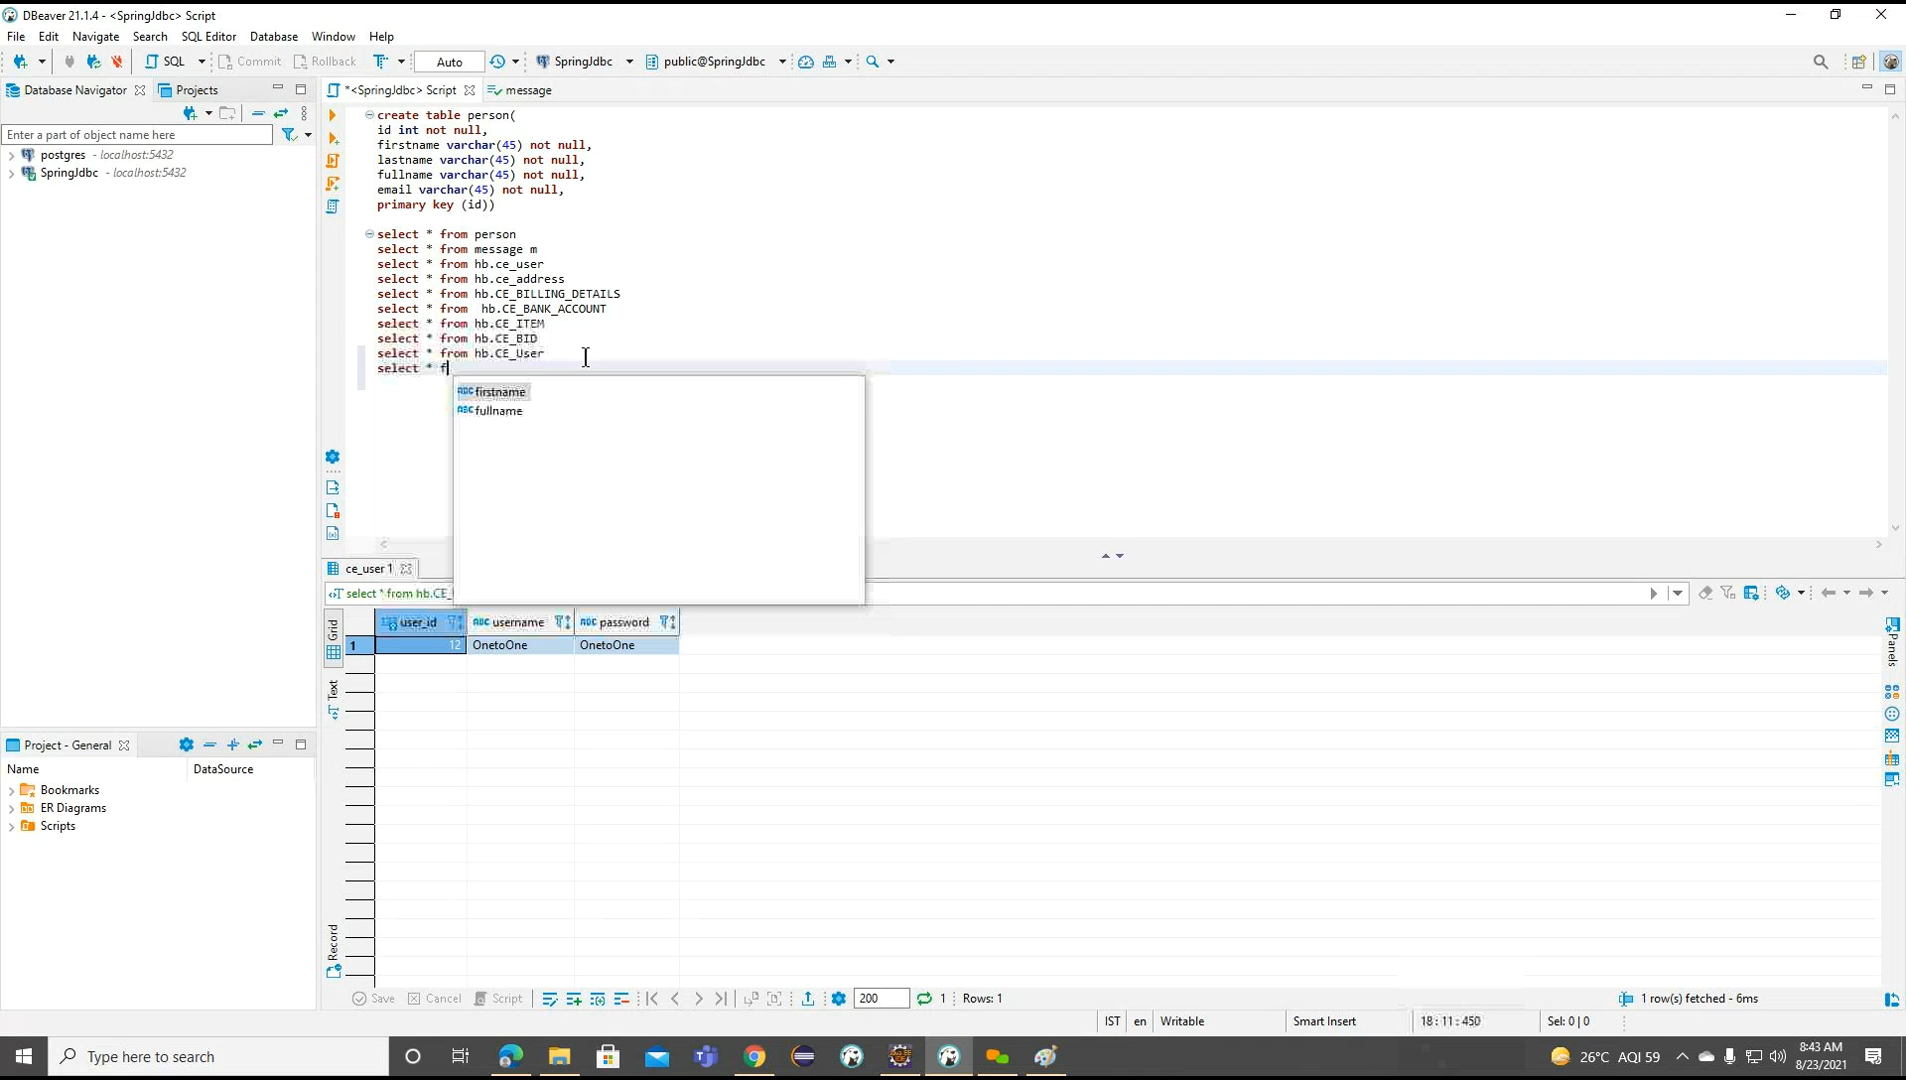 DBeaver 21.1.4 - <SpringJdbc> Script
File Edit Navigate Search SQL Editor Database Window Help
SQL Commit Rollback Auto SpringJdbc public@SpringJdbc
Database Navigator Projects
*<SpringJdbc> Script message
Enter a part of object name here
postgres - localhost:5432
SpringJdbc - localhost:5432
create table person(
id int not null,
firstname varchar(45) not null,
lastname varchar(45) not null,
fullname varchar(45) not null,
email varchar(45) not null,
primary key (id))
select * from person
select * from message m
select * from hb.ce_user
select * from hb.ce_address
select * from hb.CE_BILLING_DETAILS
select * from  hb.CE_BANK_ACCOUNT
select * from hb.CE_ITEM
select * from hb.CE_BID
select * from hb.CE_User
select * f
ABC firstname
ABC fullname
ce_user 1
select * from hb.CE_
Grid
Text
Record
Panels
user_id ABC username ABC password
1 12 OnetoOne OnetoOne
Project - General
Name DataSource
Bookmarks
ER Diagrams
Scripts
Save Cancel Script 200 1 Rows: 1 1 row(s) fetched - 6ms
IST en Writable Smart Insert 18 : 11 : 450 Sel: 0 | 0
Type here to search
26°C AQI 59
8:43 AM
8/23/2021